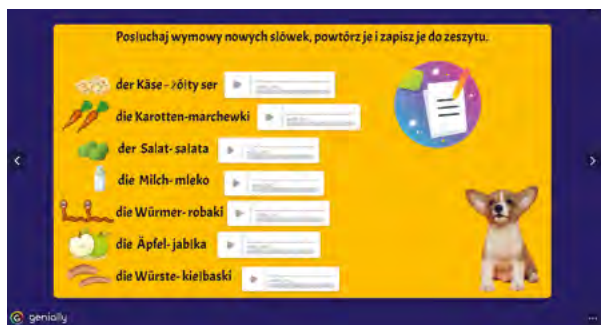 Posłuchaj wymowy nowych słówek, powtórz je i zapisz je do zeszytu.
der Käse - żółty ser
die Karotten-marchewki
der Salat- sałata
die Milch- mleko
die Würmer- robaki
die Äpfel- jabłka
die Würste- kiełbaski
genially